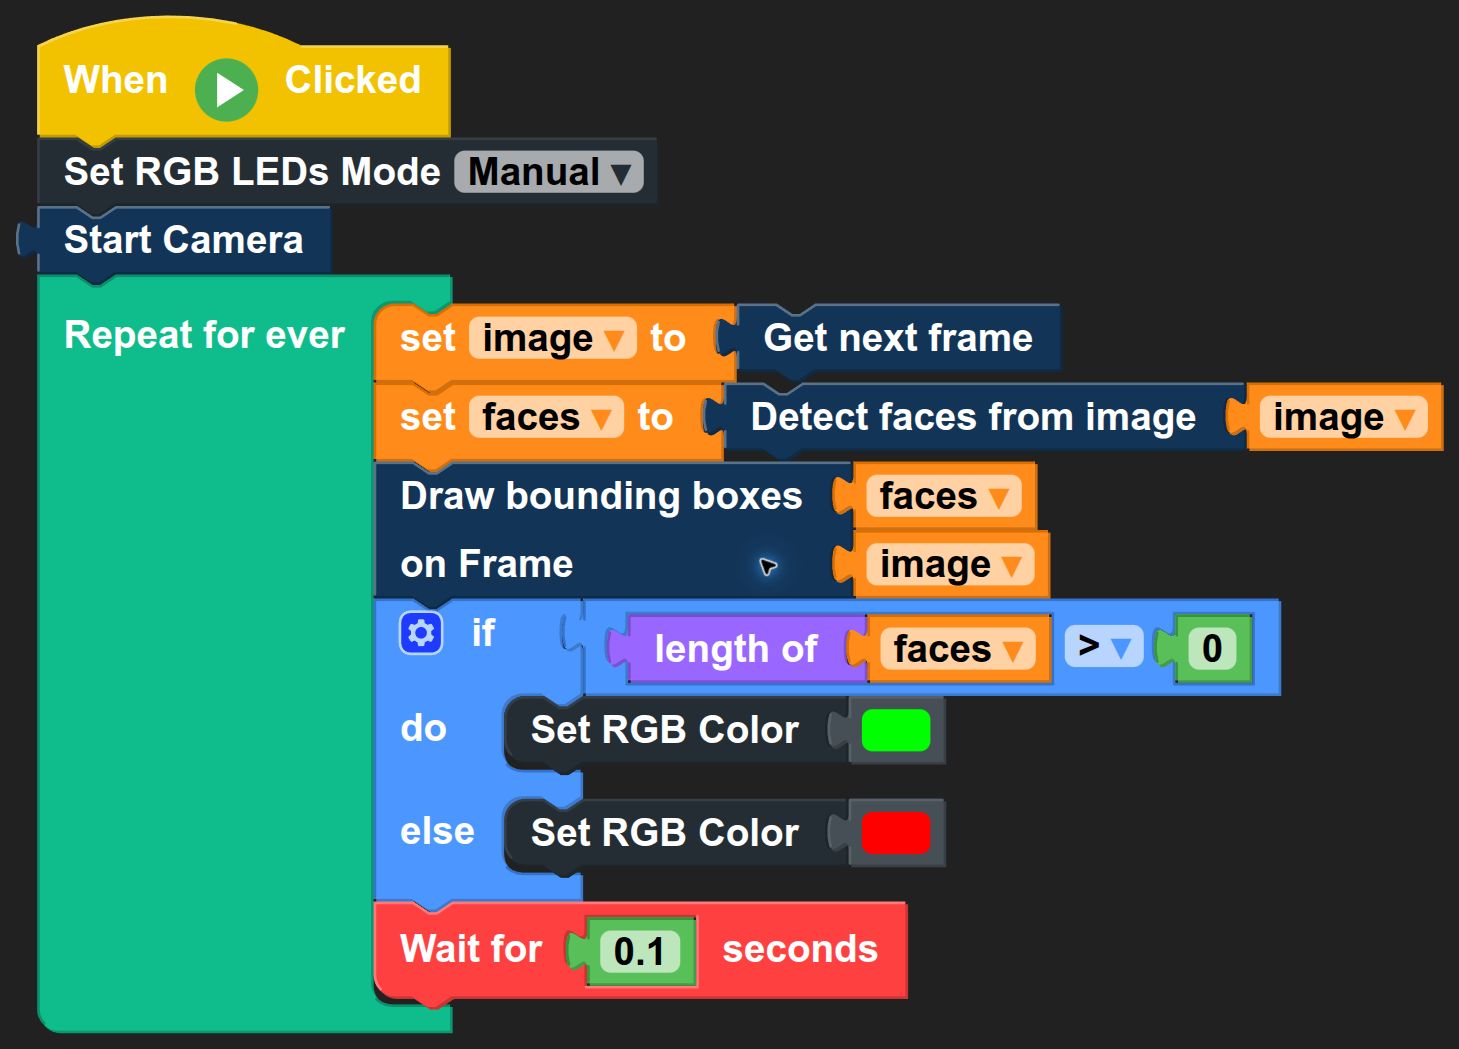 When Clicked
Set RGB LEDs Mode Manual ▾
Start Camera
Repeat for ever
set image ▾ to Get next frame
set faces ▾ to Detect faces from image image ▾
Draw bounding boxes faces ▾
on Frame image ▾
if length of faces ▾ > ▾ 0
do Set RGB Color
else Set RGB Color
Wait for 0.1 seconds